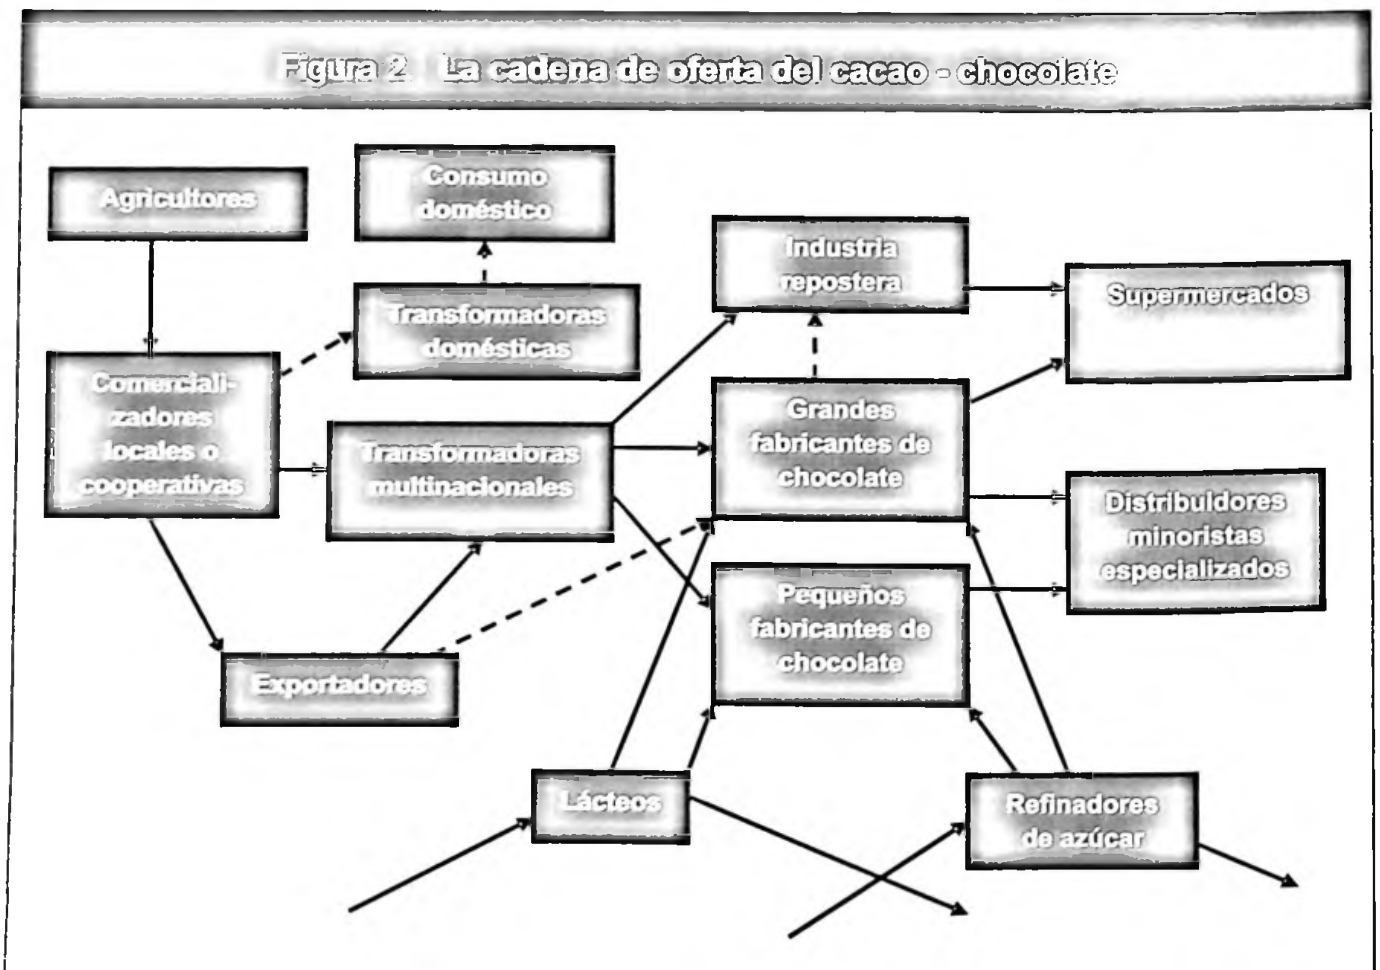 Figura 2 La cadena de oferta del cacao - chocolate
Agricultores
Consumo
doméstico
Transformadoras
domésticas
Comerciali-
zadores
locales o
cooperativas
Transformadoras
multinacionales
Exportadores
Industria
repostera
Grandes
fabricantes de
chocolate
Pequeños
fabricantes de
chocolate
Supermercados
Distribuidores
minoristas
especializados
Lácteos
Refinadores
de azúcar